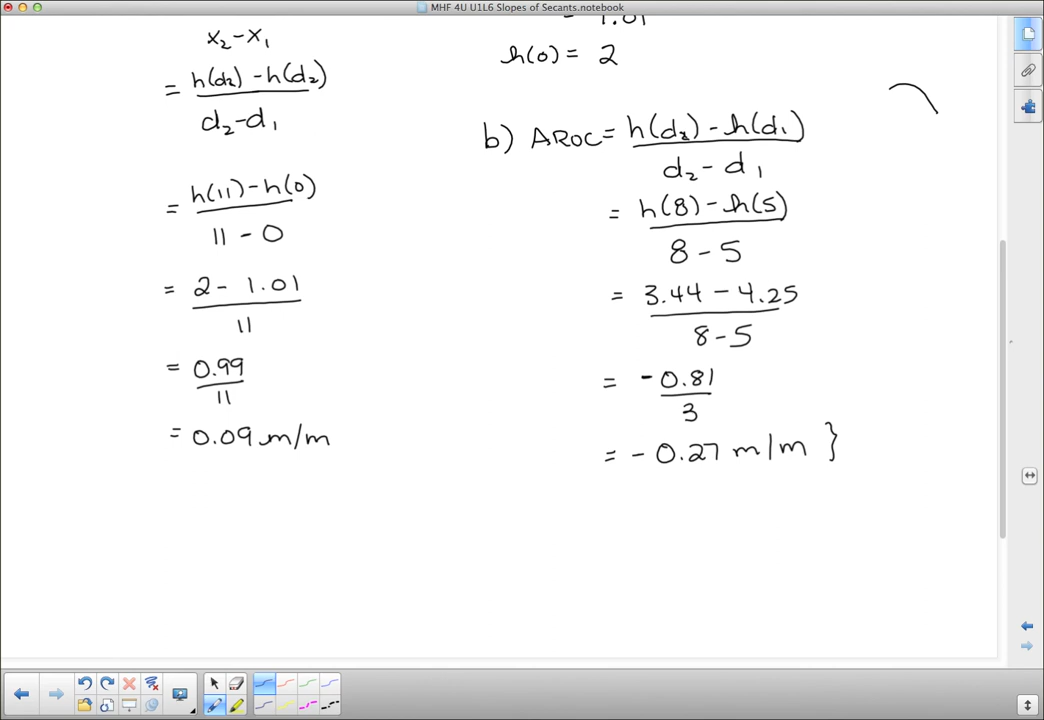 MHF 4U U1L6 Slopes of Secants.notebook
x₂-x₁
= h(d₂) - h(d₂)
d₂-d₁
= h(11) - h(0)
11 - 0
= 2 - 1.01
11
= 0.99
11
= 0.09 m/m
= 1.01
h(0) = 2
b) AROC = h(d₂) - h(d₁)
d₂ - d₁
= h(8) - h(5)
8 - 5
= 3.44 - 4.25
8 - 5
= -0.81
3
= - 0.27 m/m }